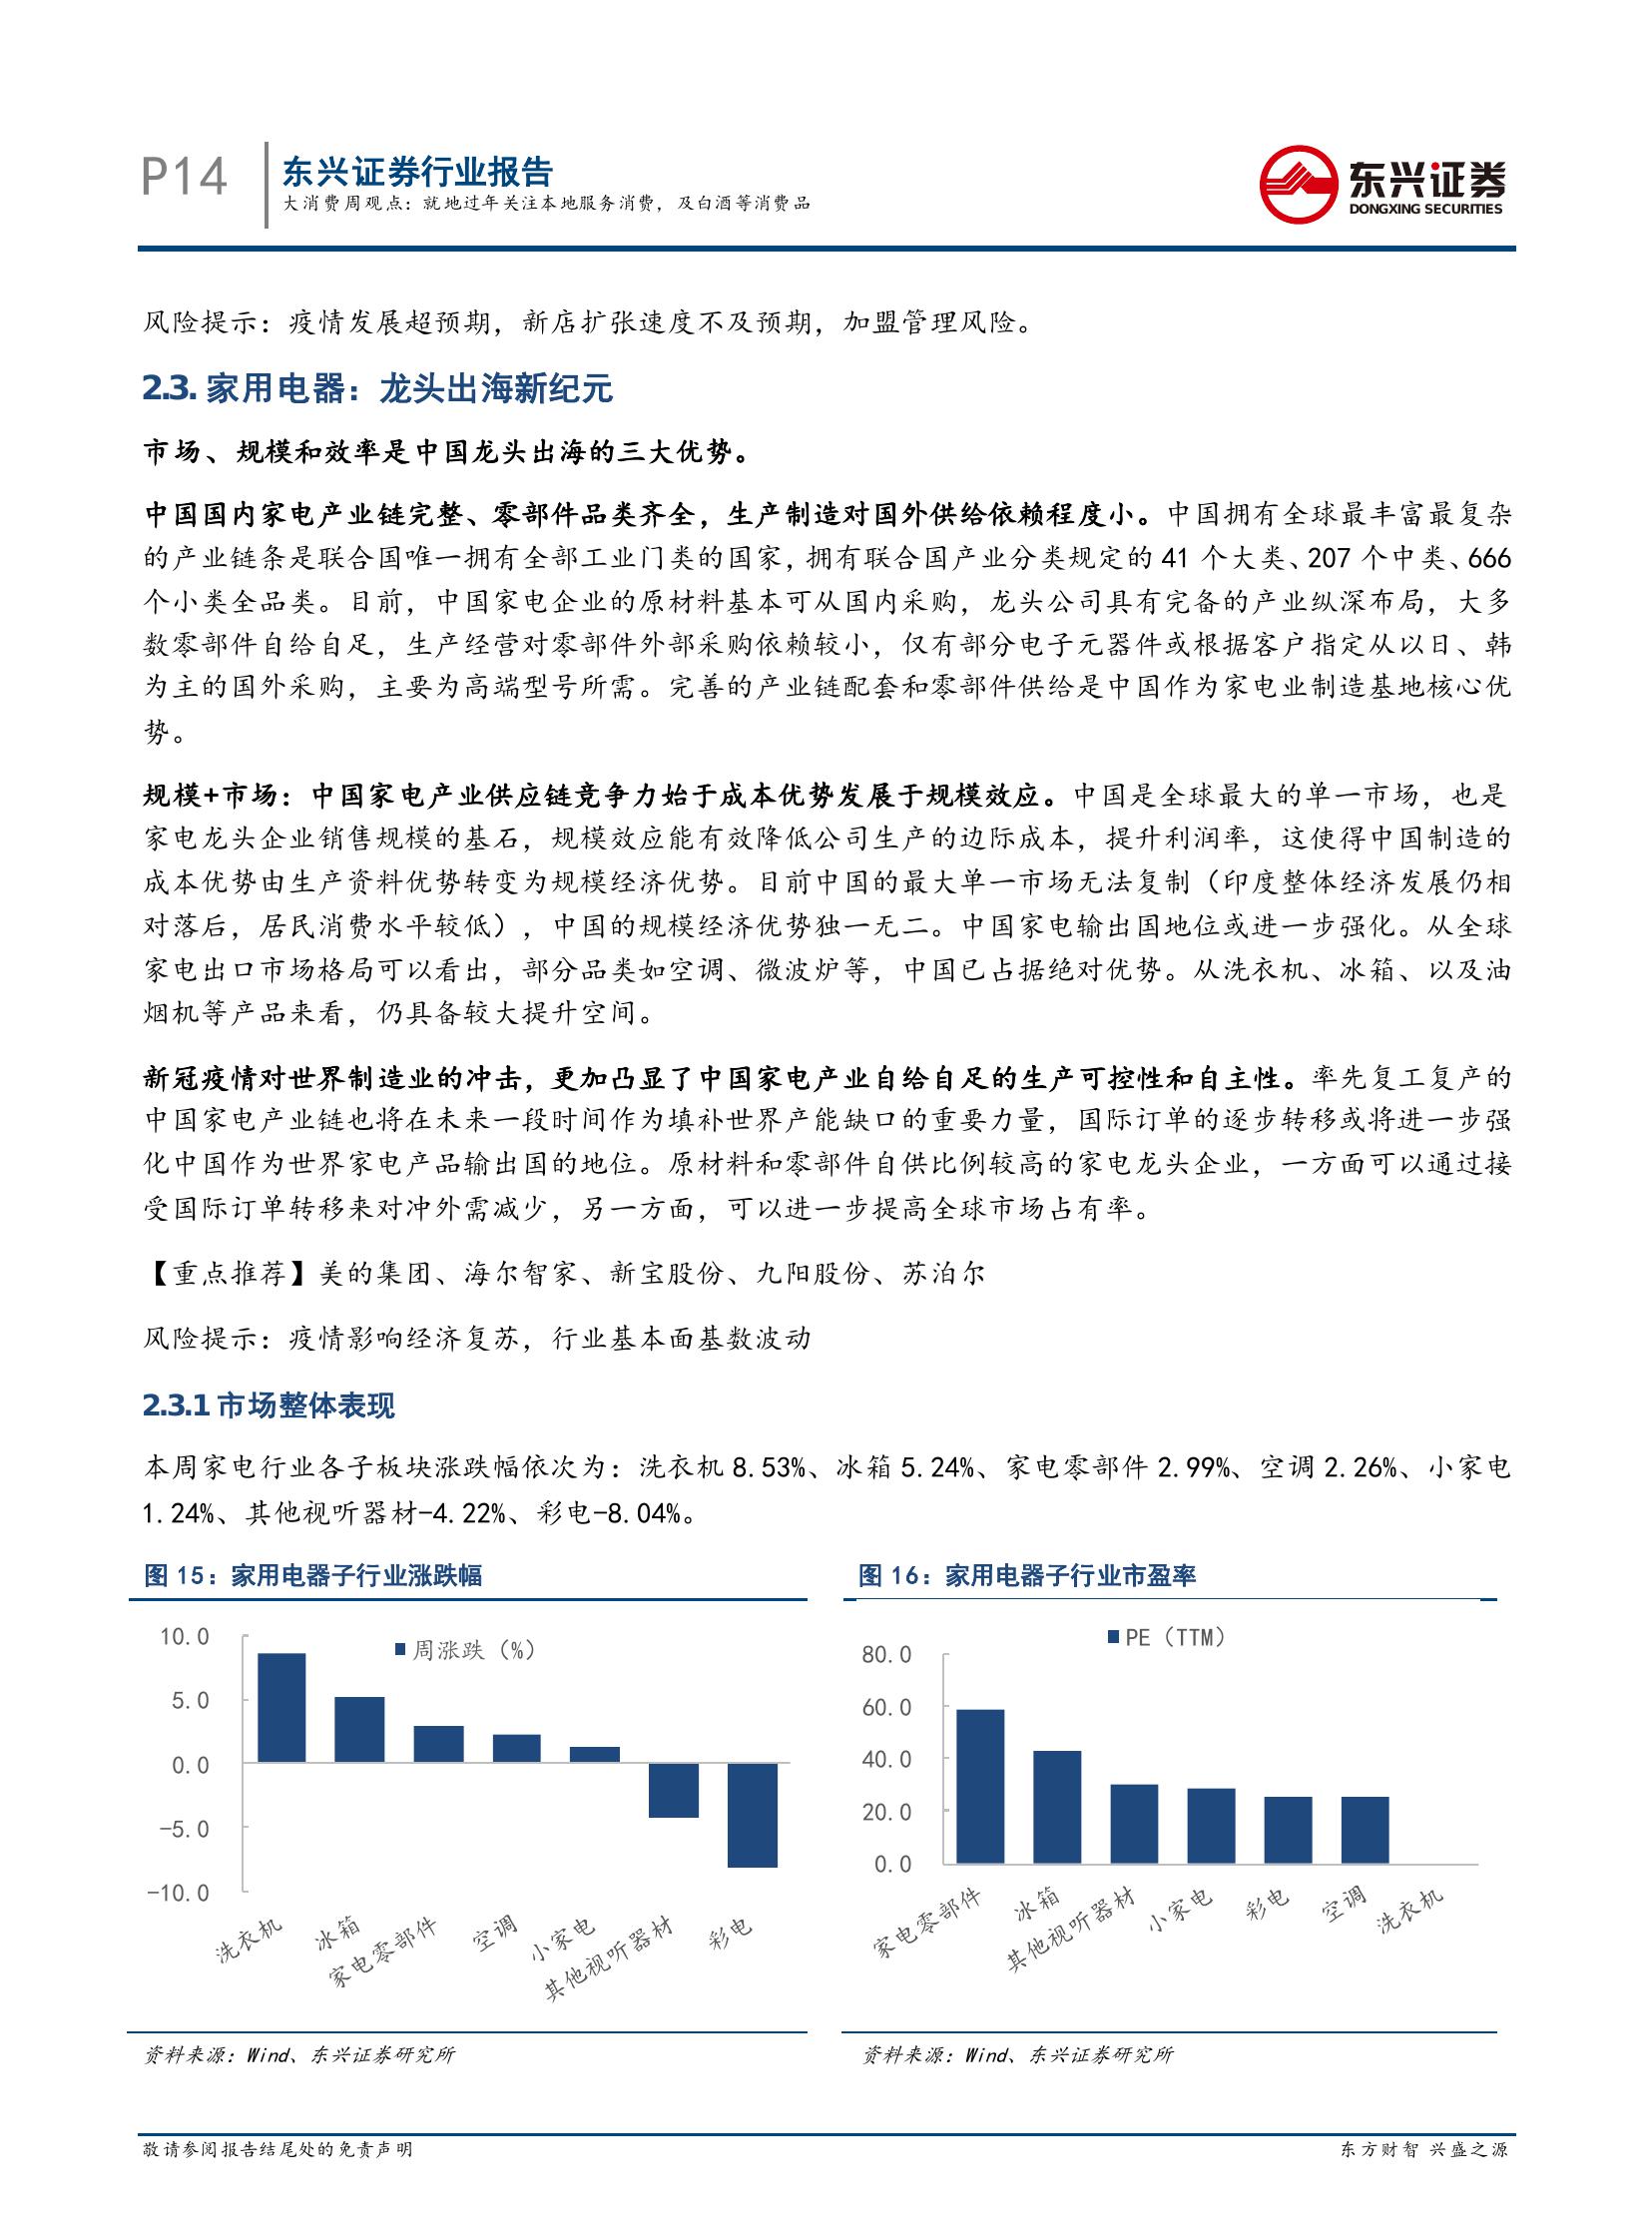 P14
东兴证券行业报告
大消费周观点：就地过年关注本地服务消费，及白酒等消费品
东兴证券
DONGXING SECURITIES
风险提示：疫情发展超预期，新店扩张速度不及预期，加盟管理风险。
2.3. 家用电器：龙头出海新纪元
市场、规模和效率是中国龙头出海的三大优势。
中国国内家电产业链完整、零部件品类齐全，生产制造对国外供给依赖程度小。中国拥有全球最丰富最复杂
的产业链条是联合国唯一拥有全部工业门类的国家，拥有联合国产业分类规定的 41 个大类、207 个中类、666
个小类全品类。目前，中国家电企业的原材料基本可从国内采购，龙头公司具有完备的产业纵深布局，大多
数零部件自给自足，生产经营对零部件外部采购依赖较小，仅有部分电子元器件或根据客户指定从以日、韩
为主的国外采购，主要为高端型号所需。完善的产业链配套和零部件供给是中国作为家电业制造基地核心优
势。
规模+市场：中国家电产业供应链竞争力始于成本优势发展于规模效应。中国是全球最大的单一市场，也是
家电龙头企业销售规模的基石，规模效应能有效降低公司生产的边际成本，提升利润率，这使得中国制造的
成本优势由生产资料优势转变为规模经济优势。目前中国的最大单一市场无法复制（印度整体经济发展仍相
对落后，居民消费水平较低），中国的规模经济优势独一无二。中国家电输出国地位或进一步强化。从全球
家电出口市场格局可以看出，部分品类如空调、微波炉等，中国已占据绝对优势。从洗衣机、冰箱、以及油
烟机等产品来看，仍具备较大提升空间。
新冠疫情对世界制造业的冲击，更加凸显了中国家电产业自给自足的生产可控性和自主性。率先复工复产的
中国家电产业链也将在未来一段时间作为填补世界产能缺口的重要力量，国际订单的逐步转移或将进一步强
化中国作为世界家电产品输出国的地位。原材料和零部件自供比例较高的家电龙头企业，一方面可以通过接
受国际订单转移来对冲外需减少，另一方面，可以进一步提高全球市场占有率。
【重点推荐】美的集团、海尔智家、新宝股份、九阳股份、苏泊尔
风险提示：疫情影响经济复苏，行业基本面基数波动
2.3.1 市场整体表现
本周家电行业各子板块涨跌幅依次为：洗衣机 8.53%、冰箱 5.24%、家电零部件 2.99%、空调 2.26%、小家电
1.24%、其他视听器材-4.22%、彩电-8.04%。
图 15：家用电器子行业涨跌幅
周涨跌（%）
10.0
5.0
0.0
-5.0
-10.0
洗衣机
冰箱
家电零部件
空调
小家电
其他视听器材
彩电
资料来源：Wind、东兴证券研究所
图 16：家用电器子行业市盈率
PE（TTM）
80.0
60.0
40.0
20.0
0.0
家电零部件
冰箱
其他视听器材
小家电
彩电
空调
洗衣机
资料来源：Wind、东兴证券研究所
敬请参阅报告结尾处的免责声明
东方财智 兴盛之源